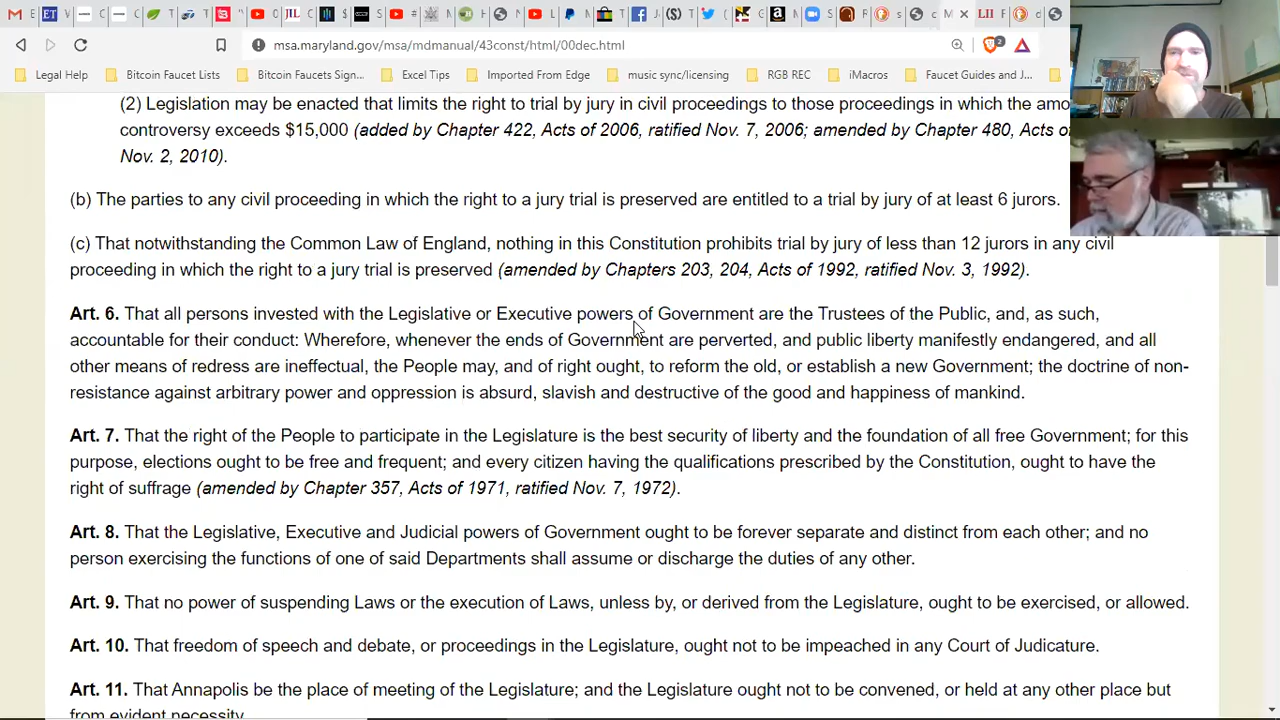 mɜa.maryland.gov/msa/mdmanual/43const/html/00dec.html
2
Legal Help
Bitcoin Faucet Lists
Bitcoin Faucets Sign...
Excel Tips
Imported From Edge
music sync/licensing
RGB REC
iMacros
Faucet Guides and J...
(2) Legislation may be enacted that limits the right to trial by jury in civil proceedings to those proceedings in which the
controversy exceeds $15,000 (added by Chapter 422, Acts of 2006, ratified Nov. 7, 2006; amended by Chapter 480, Acts
Nov. 2, 2010).
(b) The parties to any civil proceeding in which the right to a jury trial is preserved are entitled to a trial by jury of at least 6 jurors.
(c) That notwithstanding the Common Law of England, nothing in this Constitution prohibits trial by jury of less than 12 jurors in any civil
proceeding in which the right to a jury trial is preserved (amended by Chapters 203, 204, Acts of 1992, ratified Nov. 3, 1992).
Art. 6. That all persons invested with the Legislative or Executive powers of Government are the Trustees of the Public, and, as such,
accountable for their conduct: Wherefore, whenever the ends of Government are perverted, and public liberty manifestly endangered, and all
other means of redress are ineffectual, the People may, and of right ought, to reform the old, or establish a new Government; the doctrine of non-
resistance against arbitrary power and oppression is absurd, slavish and destructive of the good and happiness of mankind.
Art. 7. That the right of the People to participate in the Legislature is the best security of liberty and the foundation of all free Government; for this
purpose, elections ought to be free and frequent; and every citizen having the qualifications prescribed by the Constitution, ought to have the
right of suffrage (amended by Chapter 357, Acts of 1971, ratified Nov. 7, 1972).
Art. 8. That the Legislative, Executive and Judicial powers of Government ought to be forever separate and distinct from each other; and no
person exercising the functions of one of said Departments shall assume or discharge the duties of any other.
Art. 9. That no power of suspending Laws or the execution of Laws, unless by, or derived from the Legislature, ought to be exercised, or allowed.
Art. 10. That freedom of speech and debate, or proceedings in the Legislature, ought not to be impeached in any Court of Judicature.
Art. 11. That Annapolis be the place of meeting of the Legislature; and the Legislature ought not to be convened, or held at any other place but
from evident necessity.